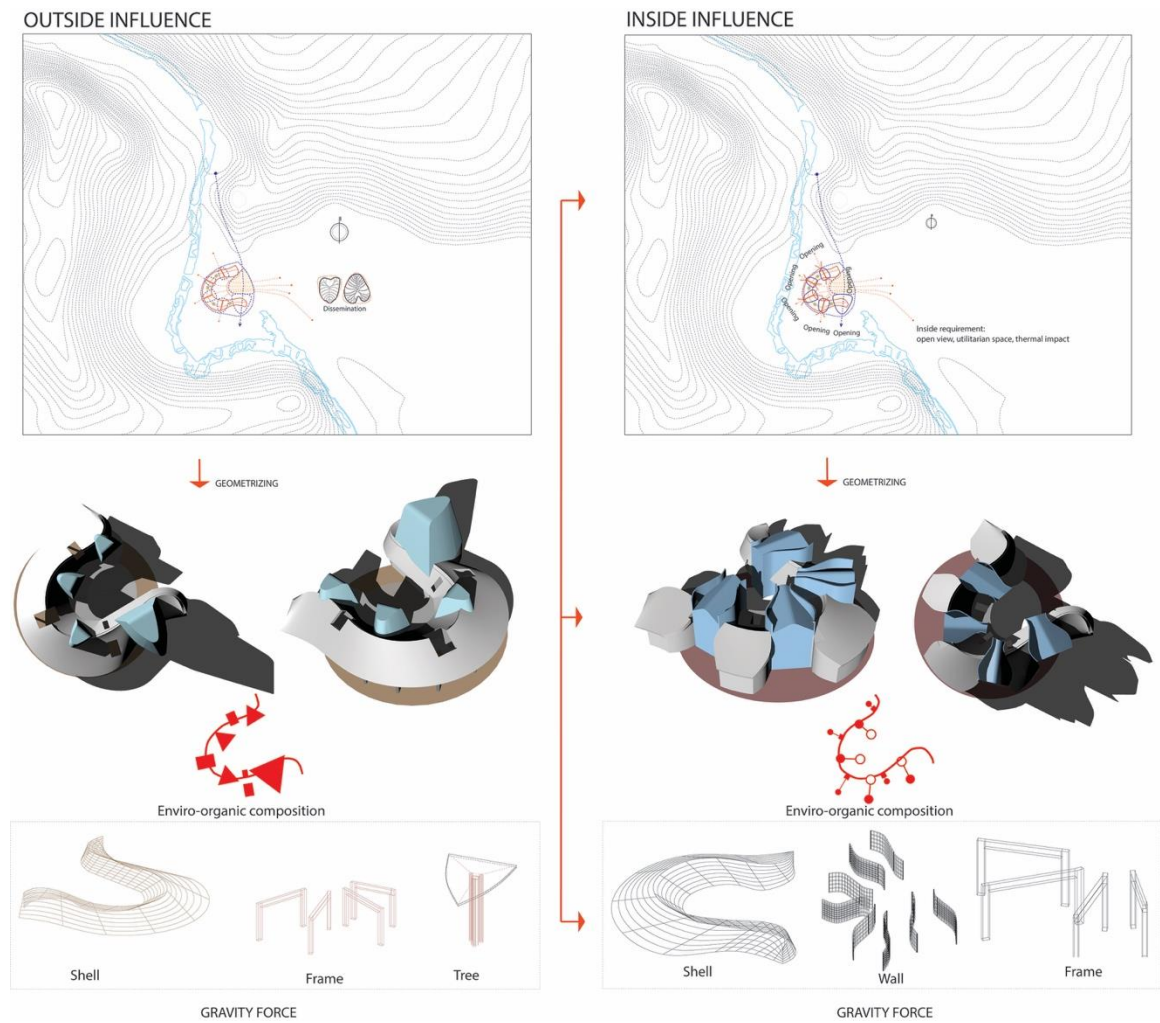 OUTSIDE INFLUENCE
Dissemination
GEOMETRIZING
Enviro-organic composition
Shell
Frame
Tree
GRAVITY FORCE
INSIDE INFLUENCE
Opening
Opening
Opening
Opening
Opening Opening
Inside requirement:
open view, utilitarian space, thermal impact
GEOMETRIZING
Enviro-organic composition
Shell
Wall
Frame
GRAVITY FORCE